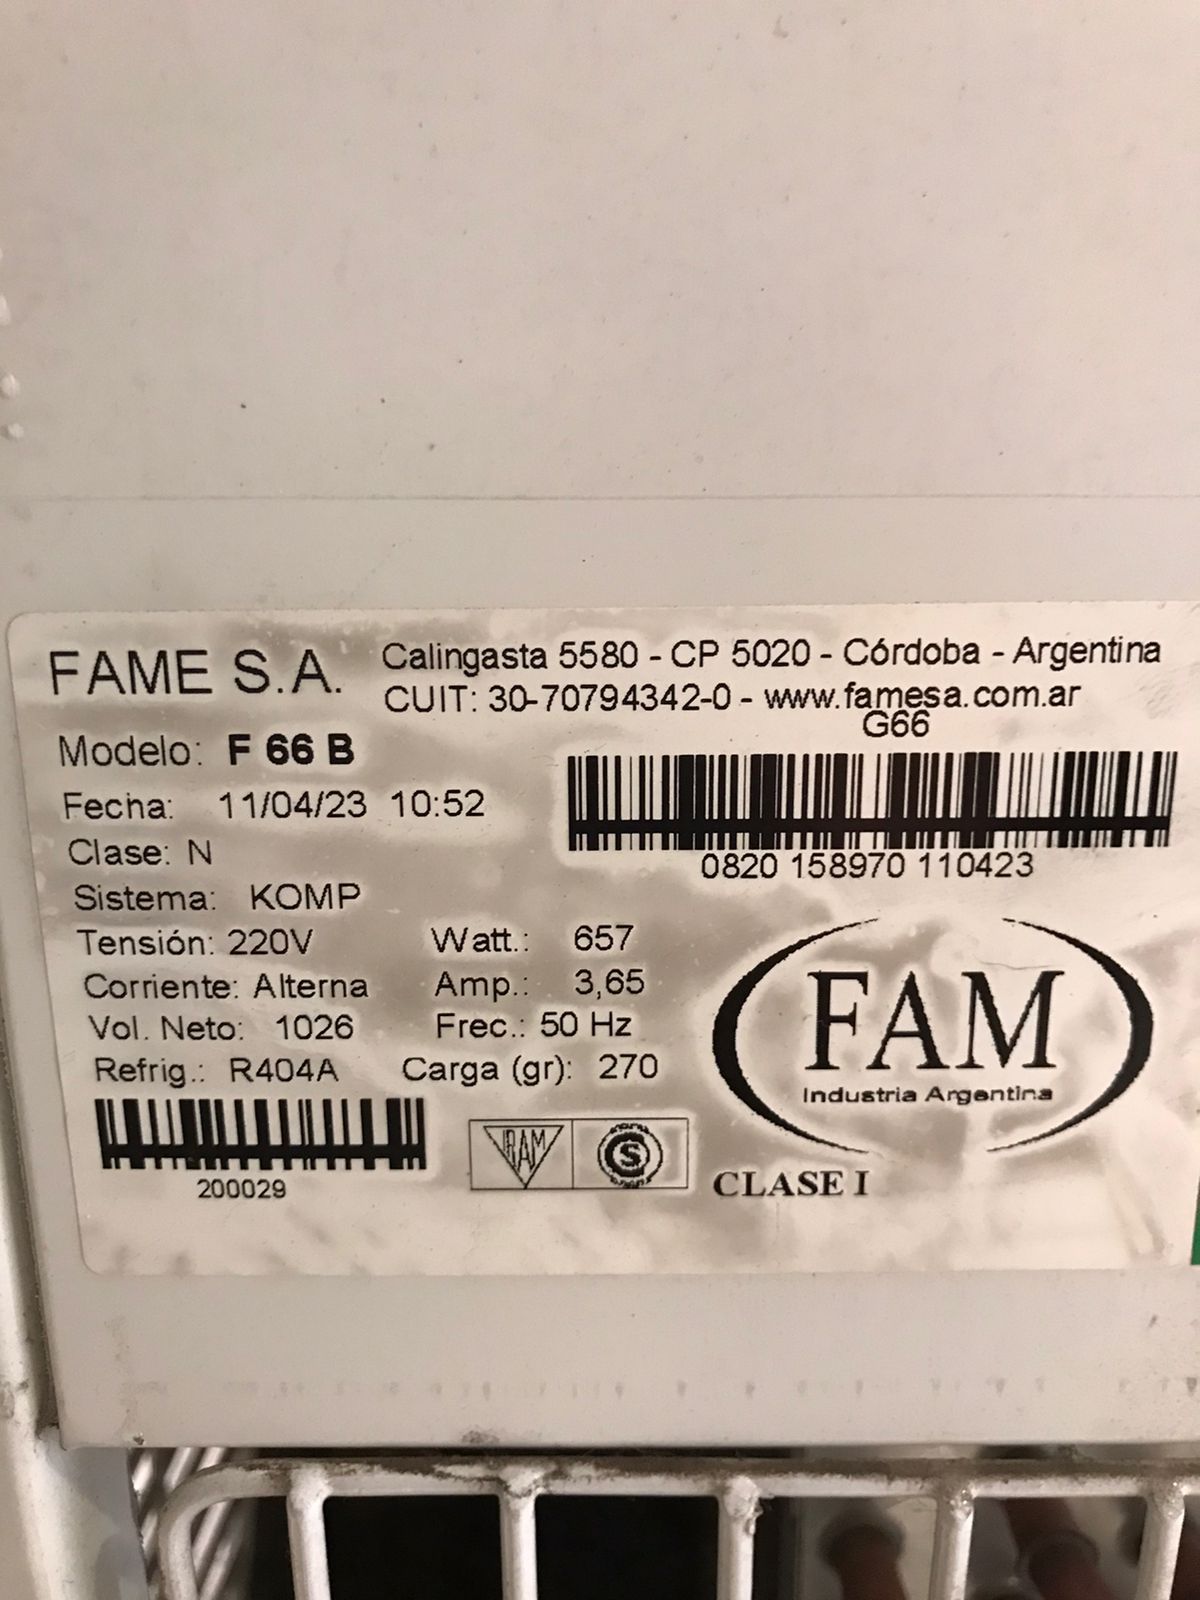 FAME S.A.
Calingasta 5580 - CP 5020 - Córdoba - Argentina
CUIT: 30-70794342-0 - www.famesa.com.ar
G66
Modelo: F 66 B
Fecha: 11/04/23 10:52
0820 158970 110423
Clase: N
Sistema: KOMP
Tensión: 220V Watt.: 657
Corriente: Alterna Amp.: 3,65
Vol. Neto: 1026 Frec.: 50 Hz
Refrig.: R404A Carga (gr): 270
FAM
Industria Argentina
200029
IRAM
S
CLASE I